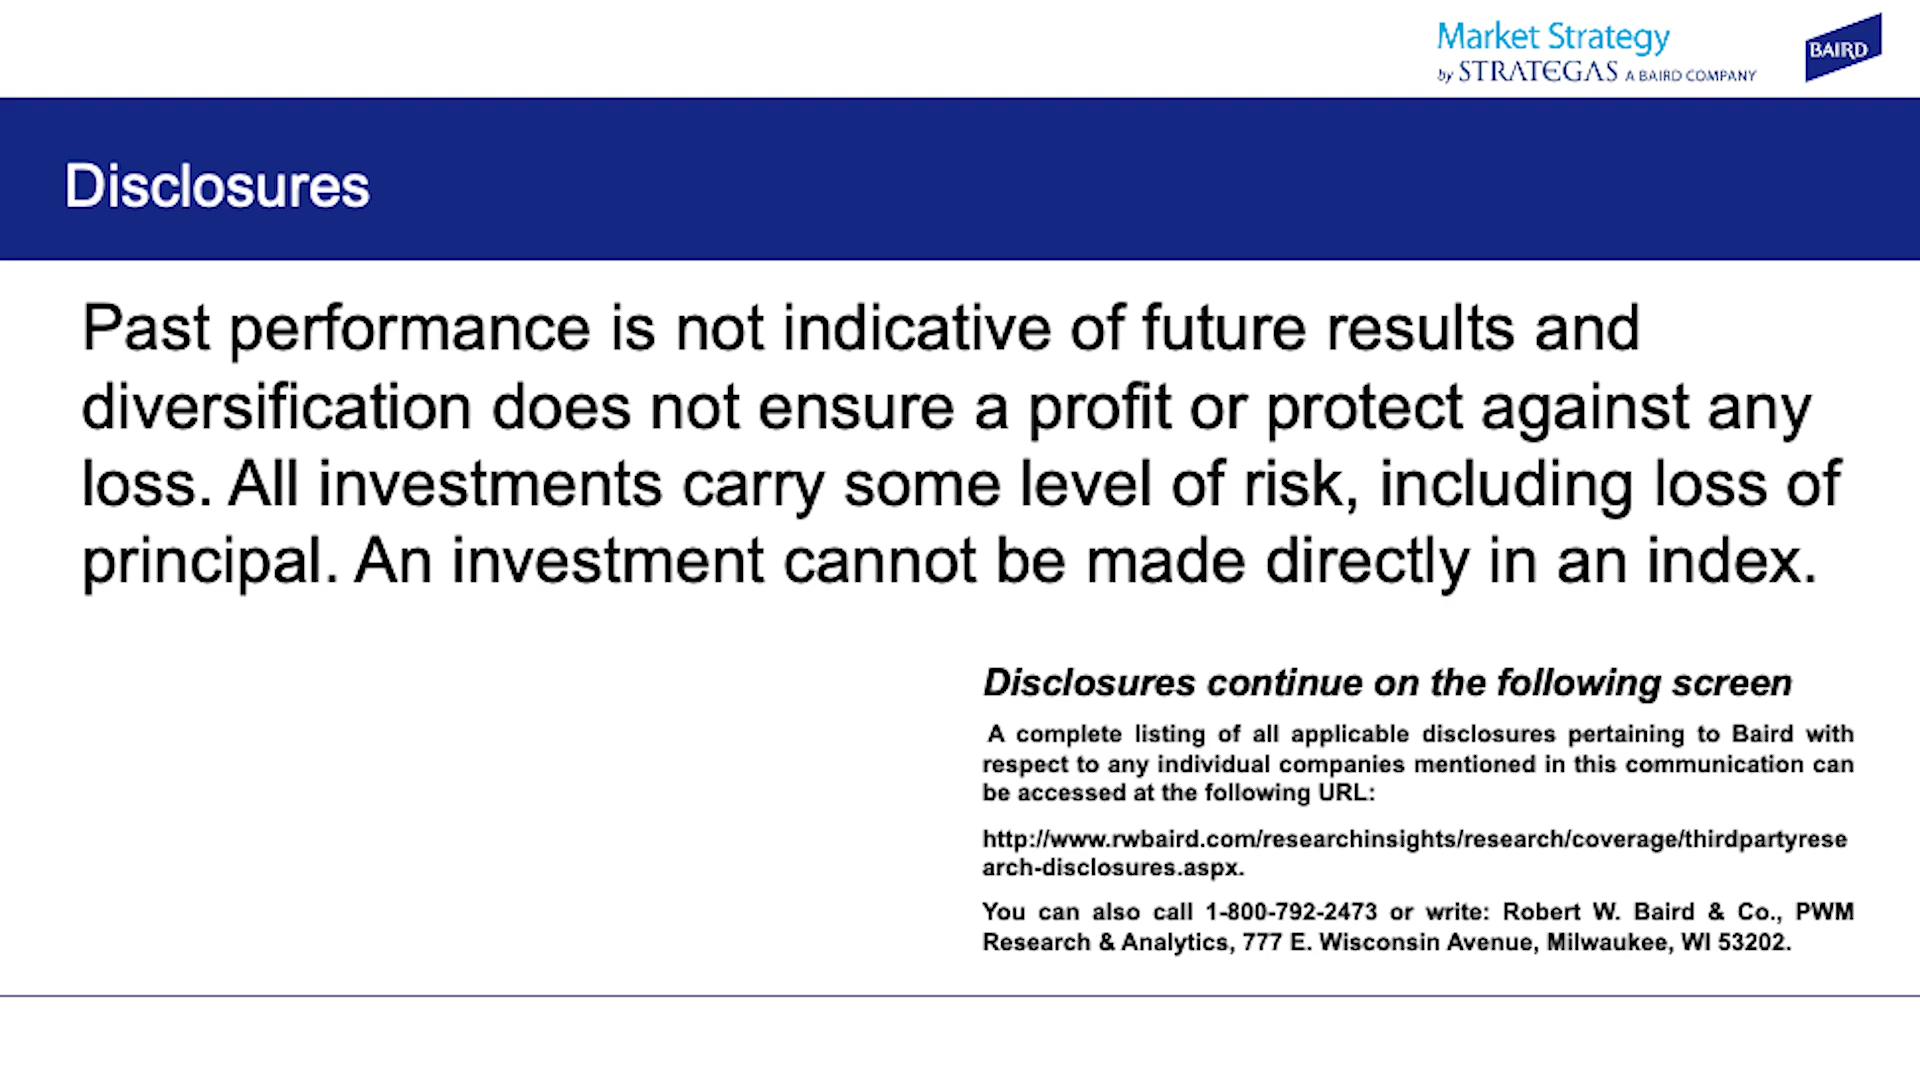 Market Strategy
by STRATEGAS A BAIRD COMPANY
BAIRD
Disclosures
Past performance is not indicative of future results and
diversification does not ensure a profit or protect against any
loss. All investments carry some level of risk, including loss of
principal. An investment cannot be made directly in an index.
Disclosures continue on the following screen
A complete listing of all applicable disclosures pertaining to Baird with
respect to any individual companies mentioned in this communication can
be accessed at the following URL:
http://www.rwbaird.com/researchinsights/research/coverage/thirdpartyrese
arch-disclosures.aspx.
You can also call 1-800-792-2473 or write: Robert W. Baird & Co., PWM
Research & Analytics, 777 E. Wisconsin Avenue, Milwaukee, WI 53202.